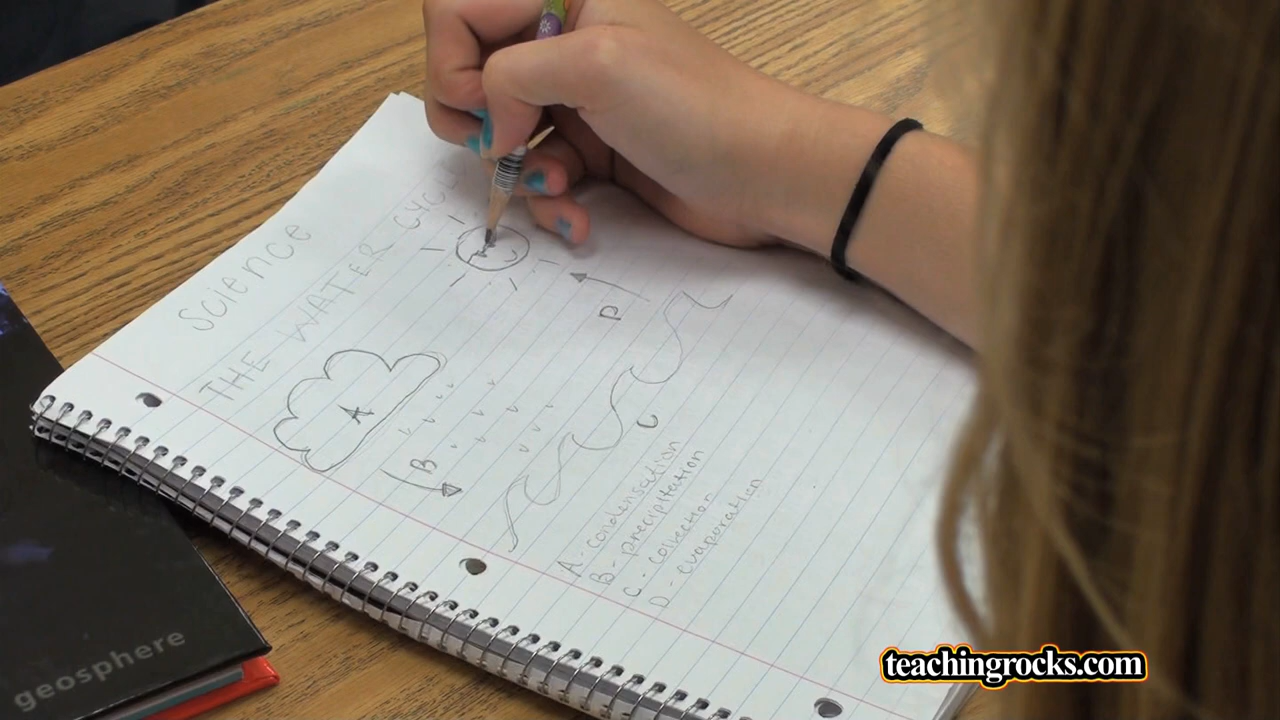 Science
THE WATER CYCL
A
B
C
D
A - condensation
B - precipitation
C - collection
D - evaporation
geosphere
teachingrocks.com